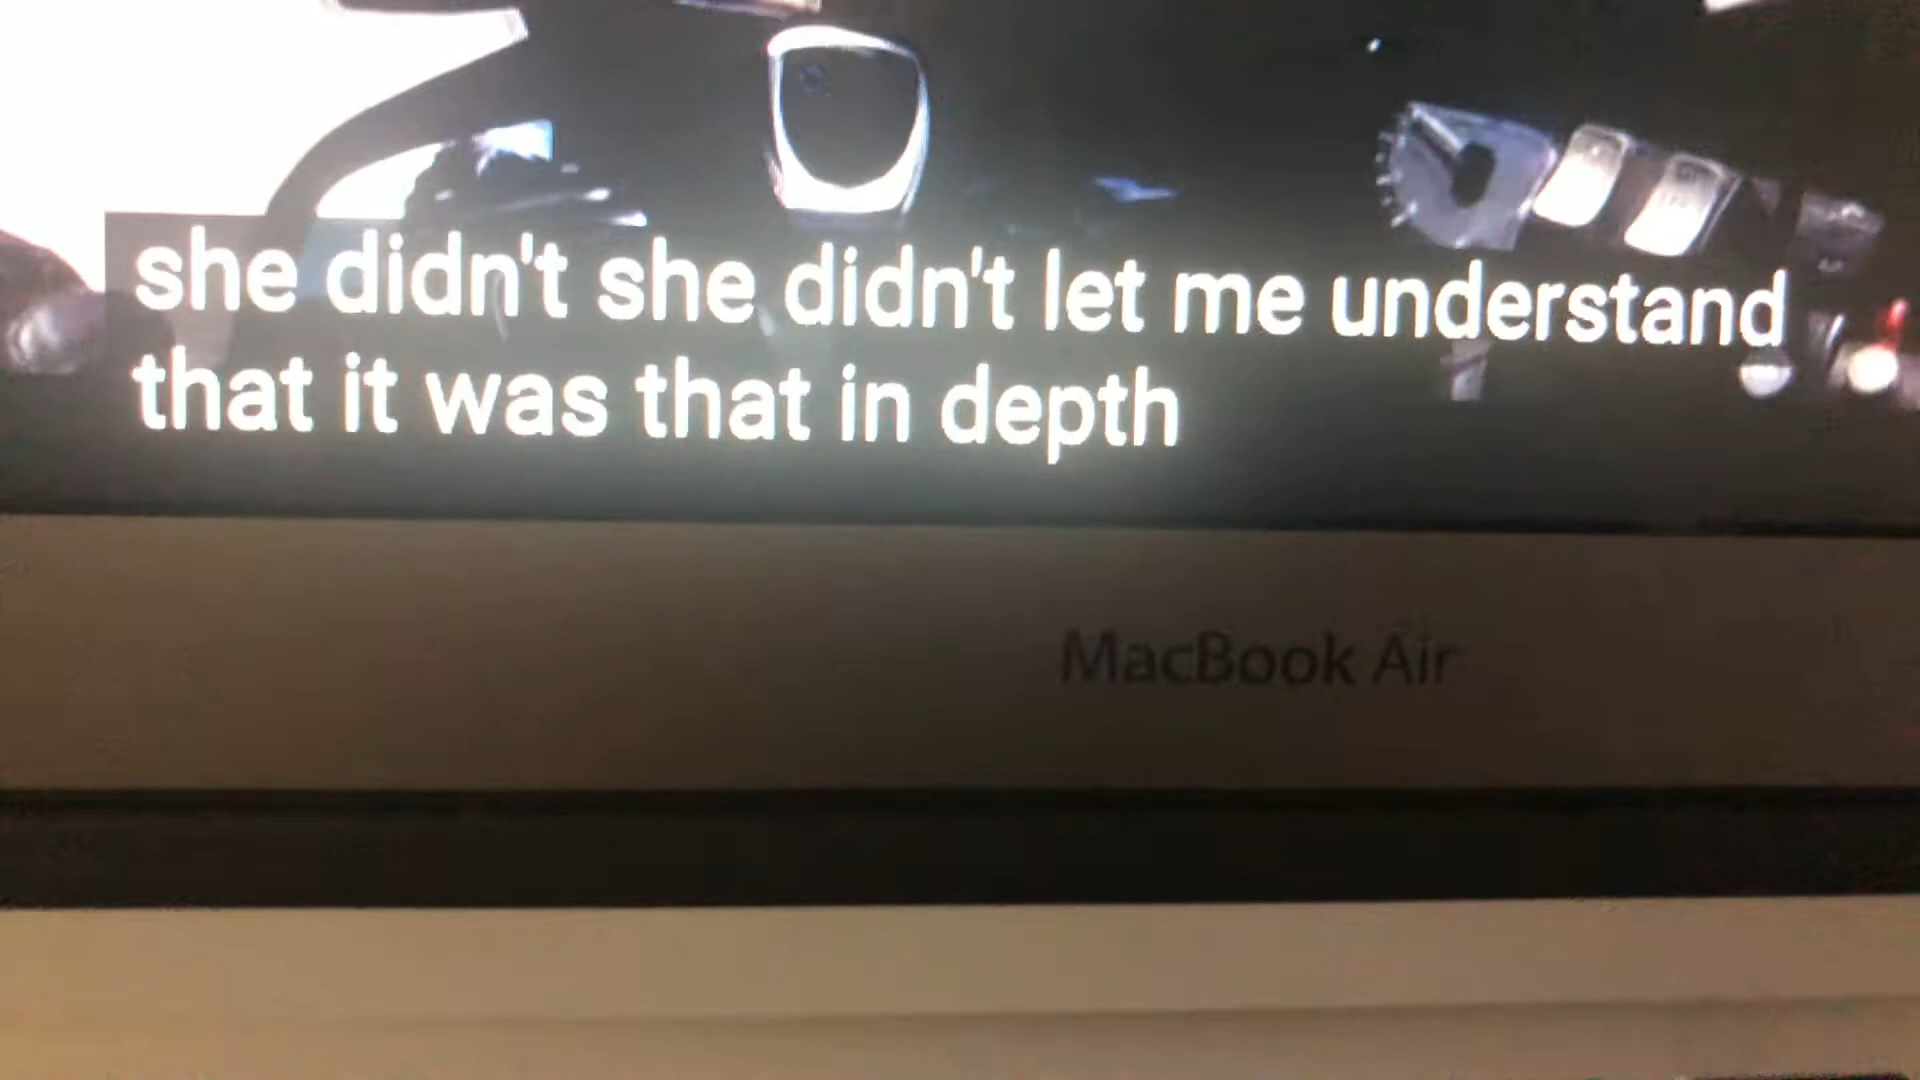 she didn't she didn't let me understand
that it was that in depth
MacBook Air